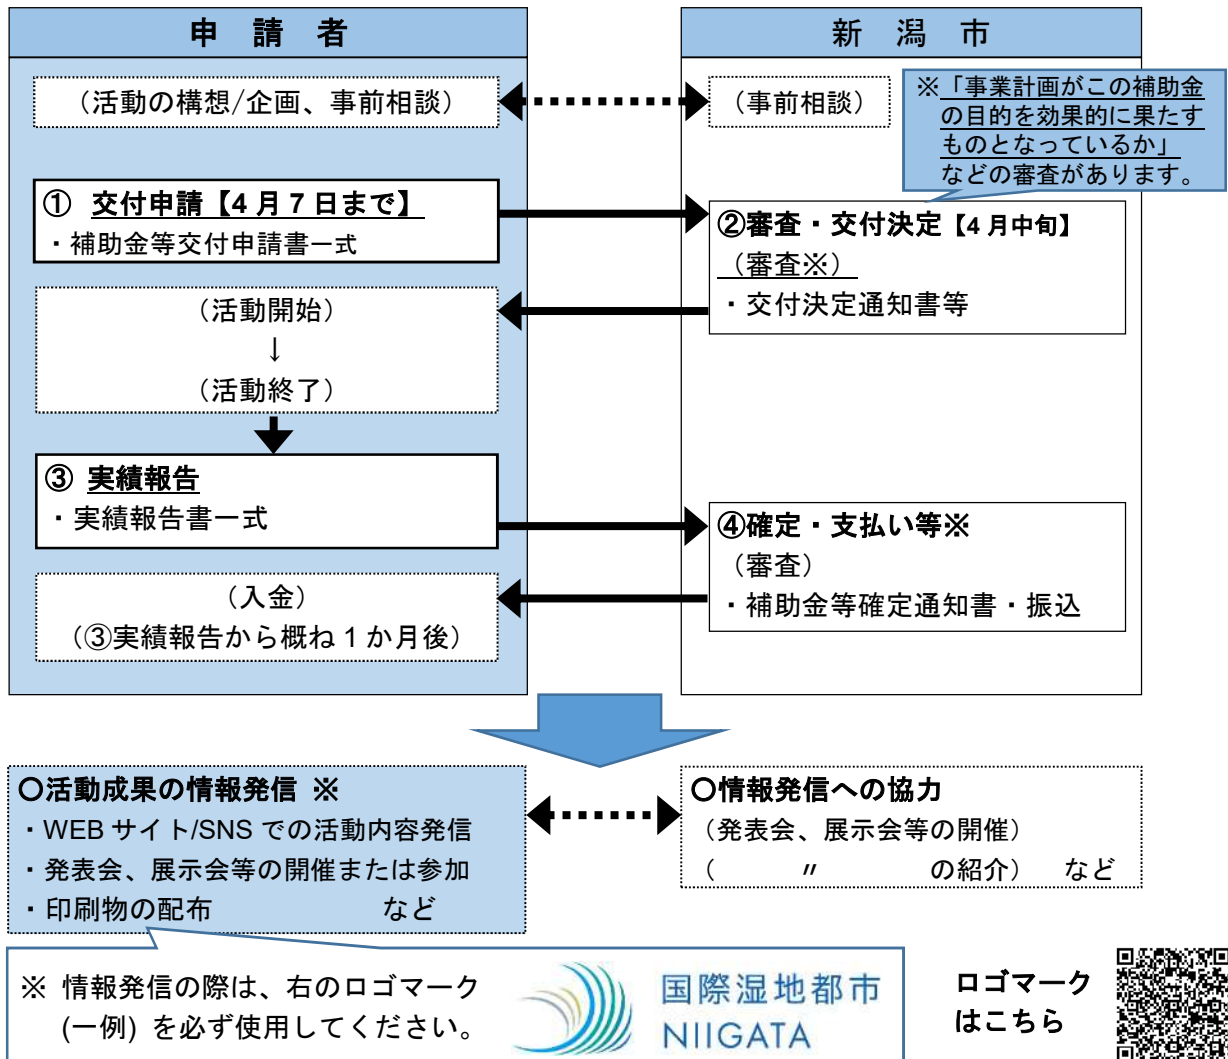 申 請 者
新 潟 市
(活動の構想/企画、事前相談)
(事前相談)
※「事業計画がこの補助金
の目的を効果的に果たす
ものとなっているか」
などの審査があります。
① 交付申請【4月7日まで】
・補助金等交付申請書一式
②審査・交付決定【4月中旬】
(審査※)
・交付決定通知書等
(活動開始)
↓
(活動終了)
③ 実績報告
・実績報告書一式
④確定・支払い等※
(審査)
・補助金等確定通知書・振込
(入金)
(③実績報告から概ね1か月後)
〇活動成果の情報発信 ※
・WEBサイト/SNSでの活動内容発信
・発表会、展示会等の開催または参加
・印刷物の配布 など
〇情報発信への協力
(発表会、展示会等の開催)
( 〃 の紹介) など
※ 情報発信の際は、右のロゴマーク
(一例) を必ず使用してください。
国際湿地都市
NIIGATA
ロゴマーク
はこちら